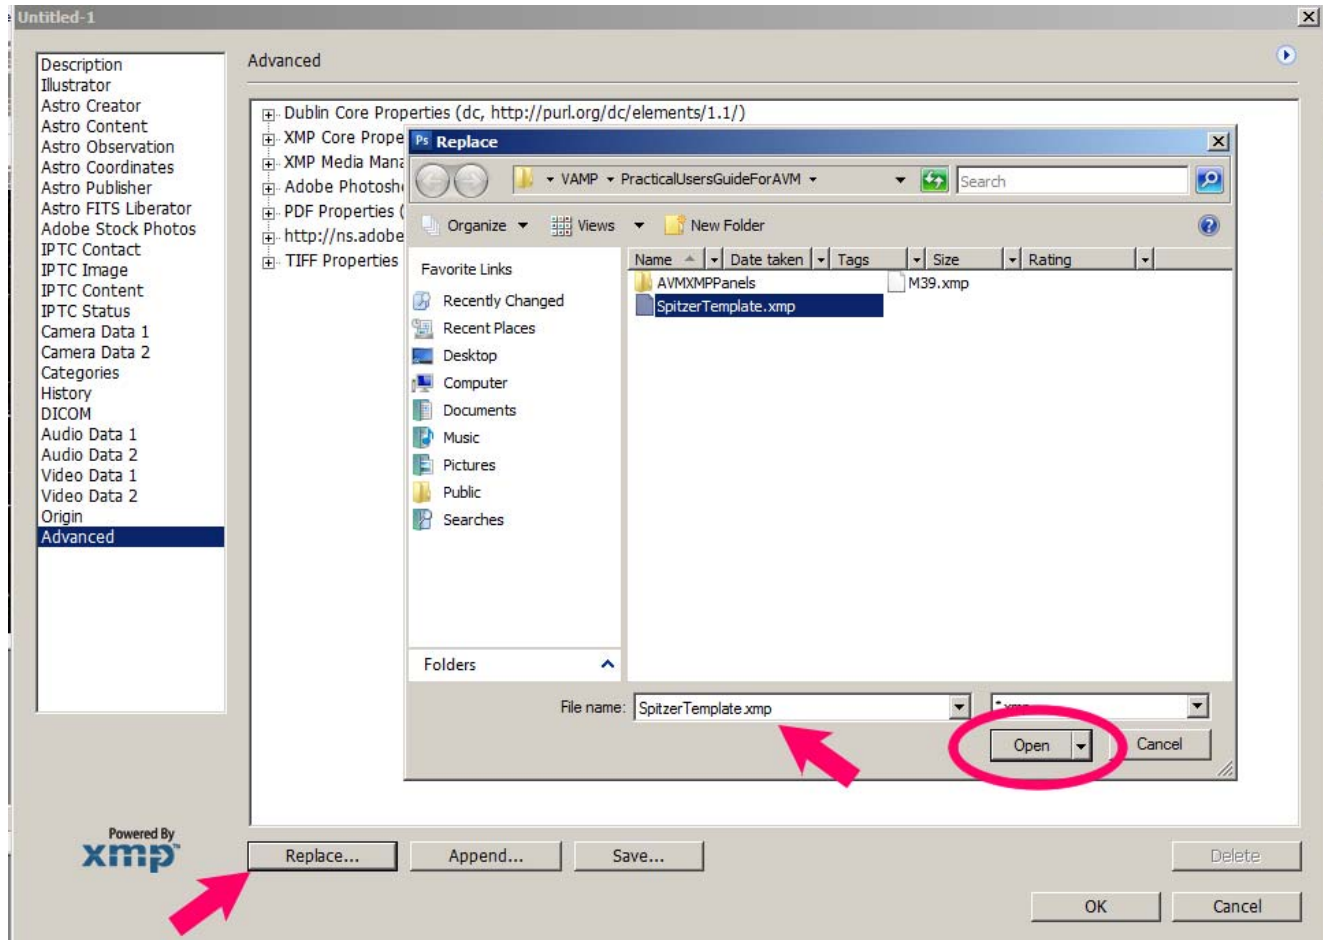 Untitled-1
Description
Illustrator
Astro Creator
Astro Content
Astro Observation
Astro Coordinates
Astro Publisher
Astro FITS Liberator
Adobe Stock Photos
IPTC Contact
IPTC Image
IPTC Content
IPTC Status
Camera Data 1
Camera Data 2
Categories
History
DICOM
Audio Data 1
Audio Data 2
Video Data 1
Video Data 2
Origin
Advanced
Powered By
xmp™
Advanced
Dublin Core Properties (dc, http://purl.org/dc/elements/1.1/)
XMP Core Prope
XMP Media Mana
Adobe Photosh
PDF Properties (
http://ns.adobe
TIFF Properties
Ps Replace
VAMP PracticalUsersGuideForAVM Search
Organize Views New Folder
Favorite Links
Recently Changed
Recent Places
Desktop
Computer
Documents
Music
Pictures
Public
Searches
Folders
Name Date taken Tags Size Rating
AVMXMPPanels M39.xmp
SpitzerTemplate.xmp
File name: SpitzerTemplate.xmp
Open Cancel
Replace... Append... Save... Delete
OK Cancel